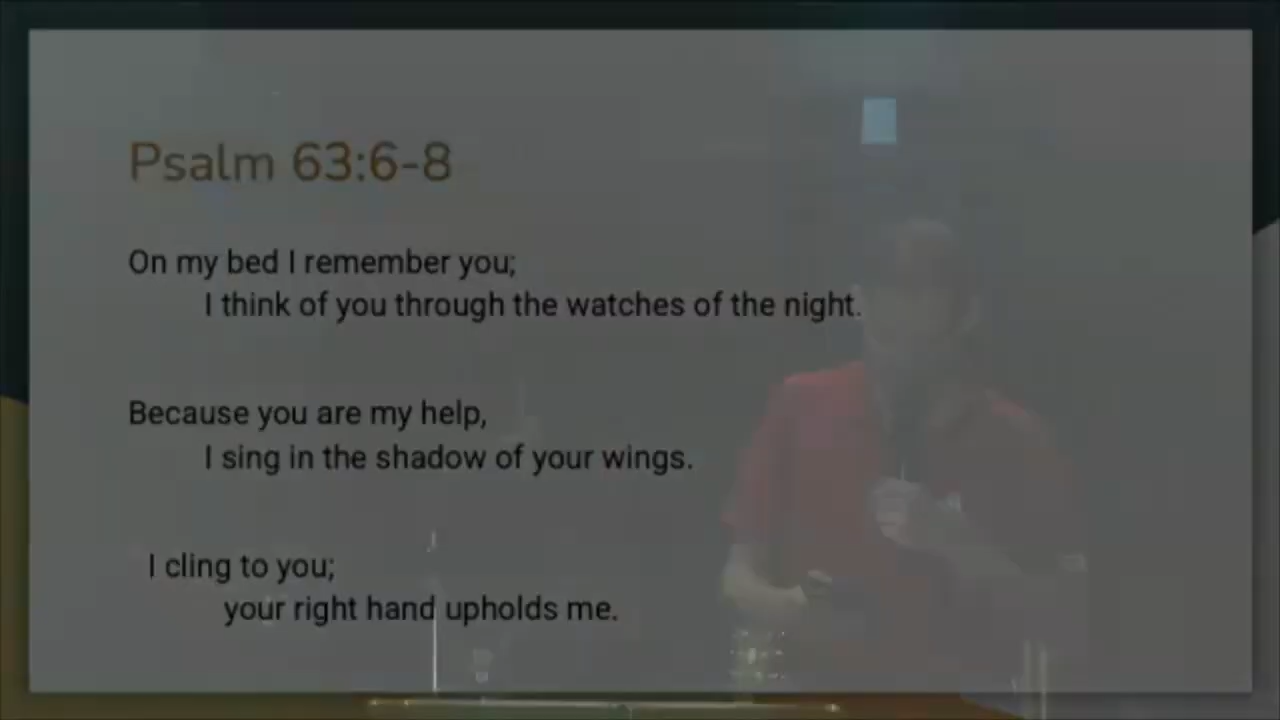 Psalm 63:6-8
On my bed I remember you;
I think of you through the watches of the night.
Because you are my help,
I sing in the shadow of your wings.
I cling to you;
your right hand upholds me.